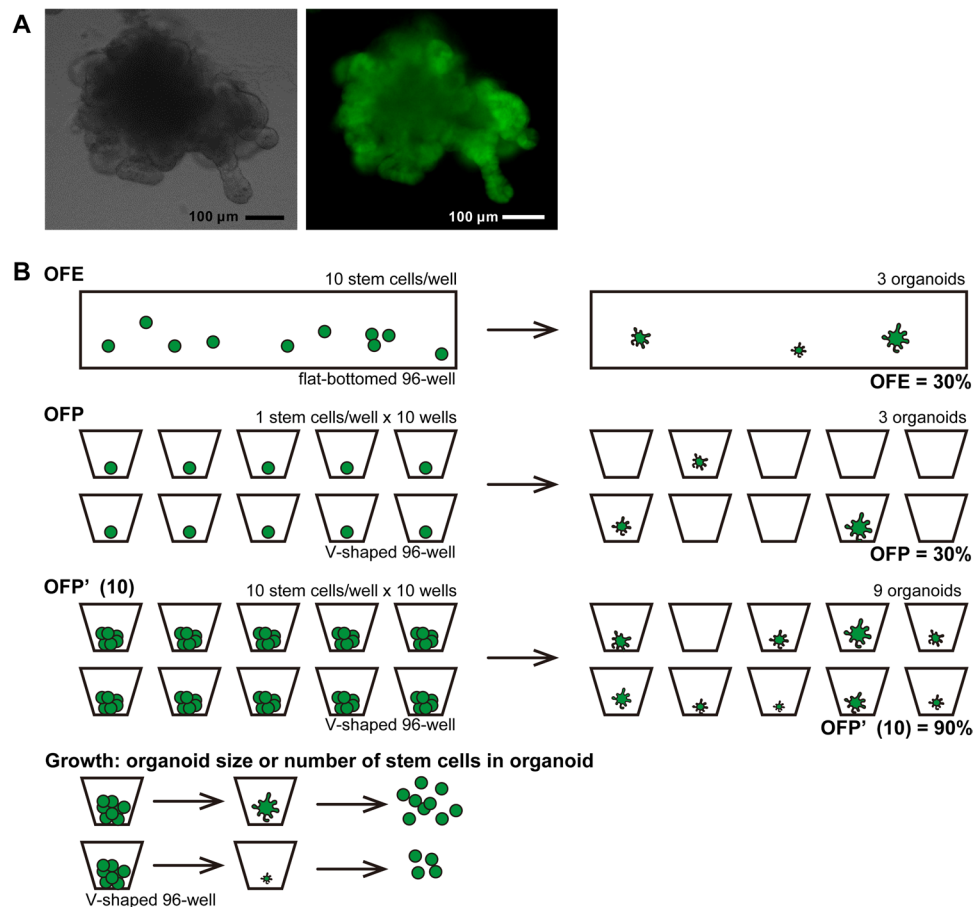 A
100 μm
100 μm
B
OFE
10 stem cells/well
3 organoids
flat-bottomed 96-well
OFE = 30%
OFP
1 stem cells/well x 10 wells
3 organoids
V-shaped 96-well
OFP = 30%
OFP’ (10)
10 stem cells/well x 10 wells
9 organoids
V-shaped 96-well
OFP’ (10) = 90%
Growth: organoid size or number of stem cells in organoid
V-shaped 96-well